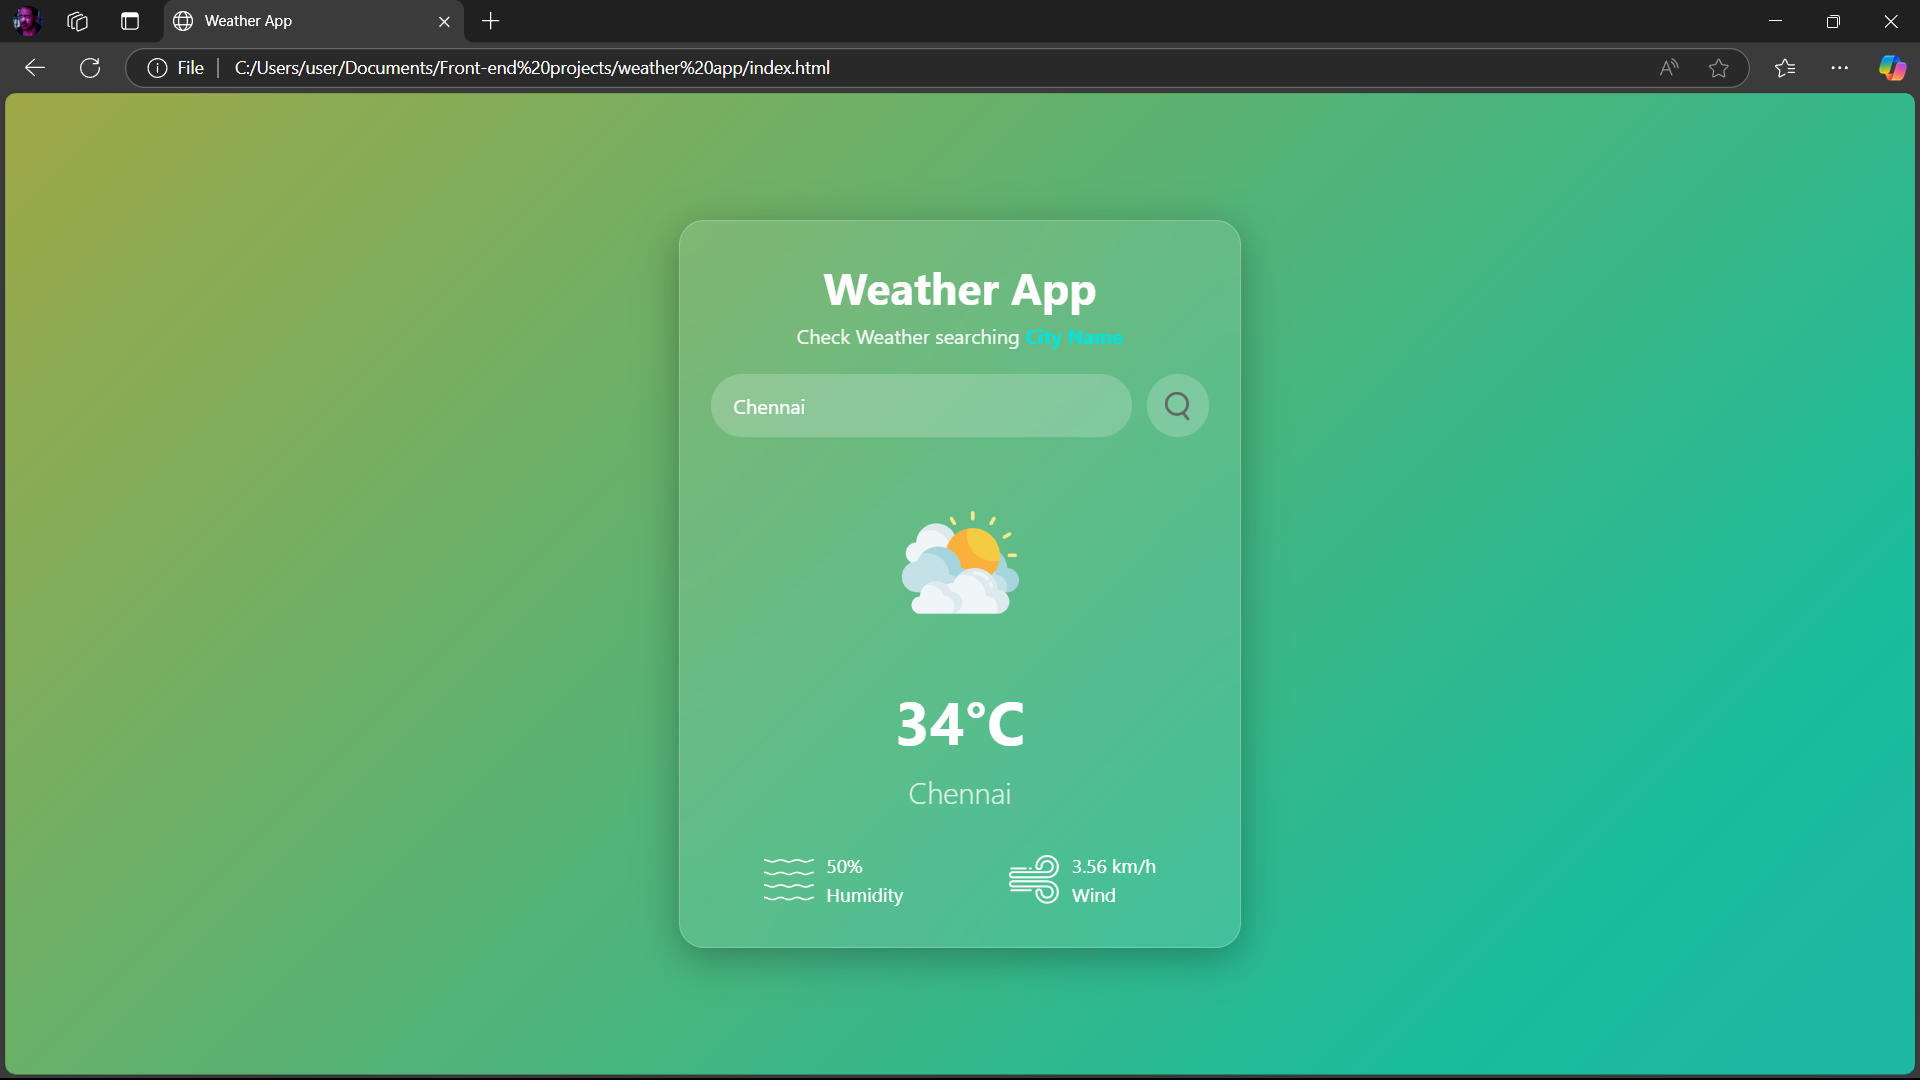 Weather App
File
C:/Users/user/Documents/Front-end%20projects/weather%20app/index.html
Weather App
Check Weather searching City Name
Chennai
34°C
Chennai
50%
Humidity
3.56 km/h
Wind